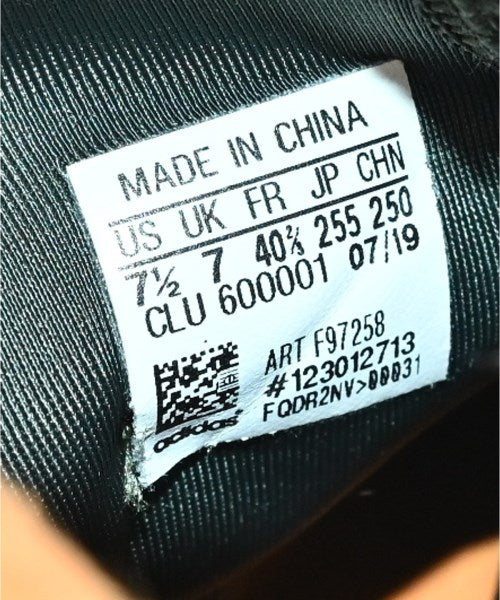 MADE IN CHINA
US UK FR JP CHN
7½ 7 40⅔ 255 250
CLU 600001 07/19
ART F97258
#123012713
FQDR2NV>00031
adidas